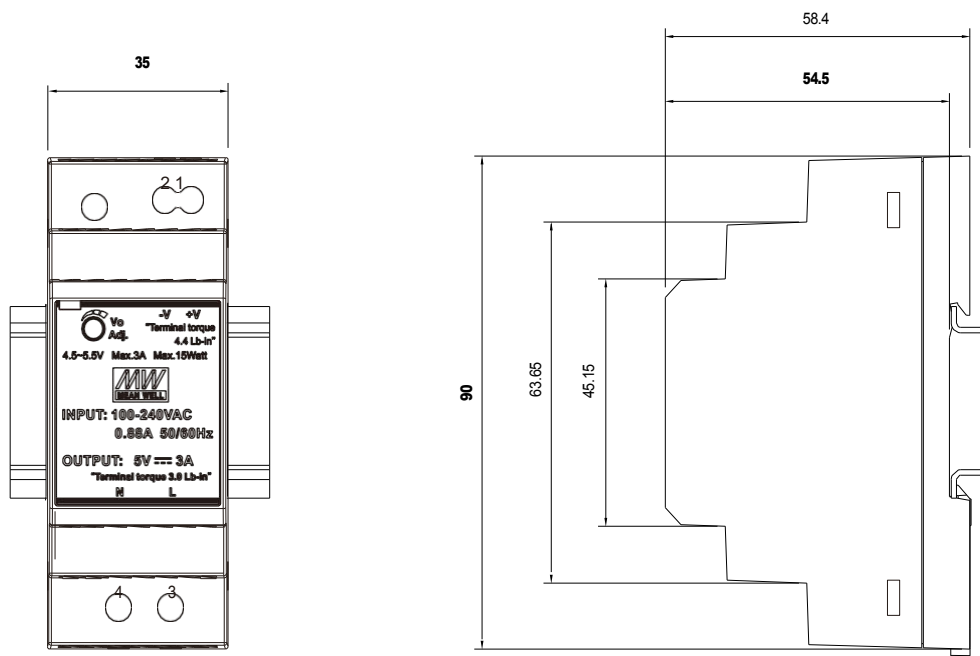 58.4
35
54.5
2 1
Vo
Adj.
-V +V
"Terminal torque
4.4 Lb-in"
4.5~5.5V Max.3A Max.15Watt
MW
MEAN WELL
INPUT: 100-240VAC
0.88A 50/60Hz
OUTPUT: 5V 3A
"Terminal torque 3.9 Lb-in"
N L
4 3
90
63.65
45.15